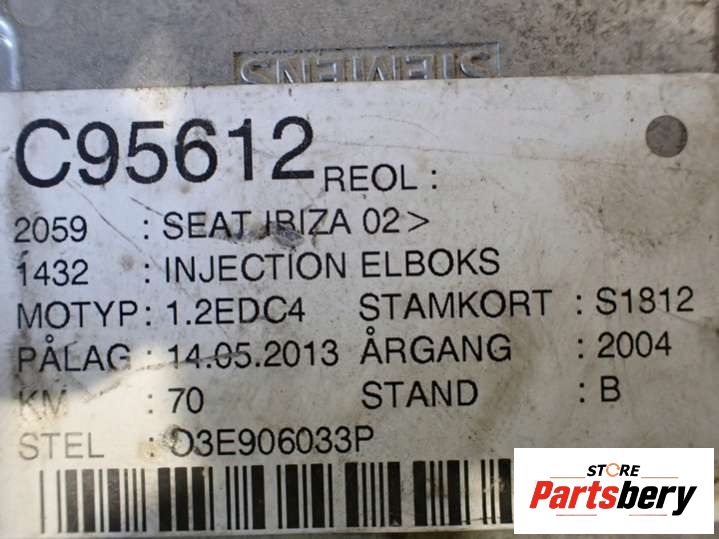 SIEMENS
C95612 REOL :
2059 : SEAT IBIZA 02>
1432 : INJECTION ELBOKS
MOTYP : 1.2EDC4 STAMKORT : S1812
PÅLAG : 14.05.2013 ÅRGANG : 2004
KM : 70 STAND : B
STEL : O3E906033P
STORE
Partsbery